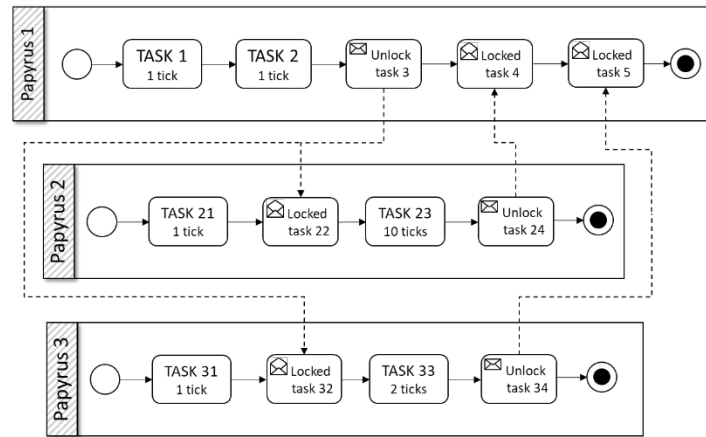 Papyrus 1
TASK 1
1 tick
TASK 2
1 tick
Unlock
task 3
Locked
task 4
Locked
task 5
Papyrus 2
TASK 21
1 tick
Locked
task 22
TASK 23
10 ticks
Unlock
task 24
Papyrus 3
TASK 31
1 tick
Locked
task 32
TASK 33
2 ticks
Unlock
task 34